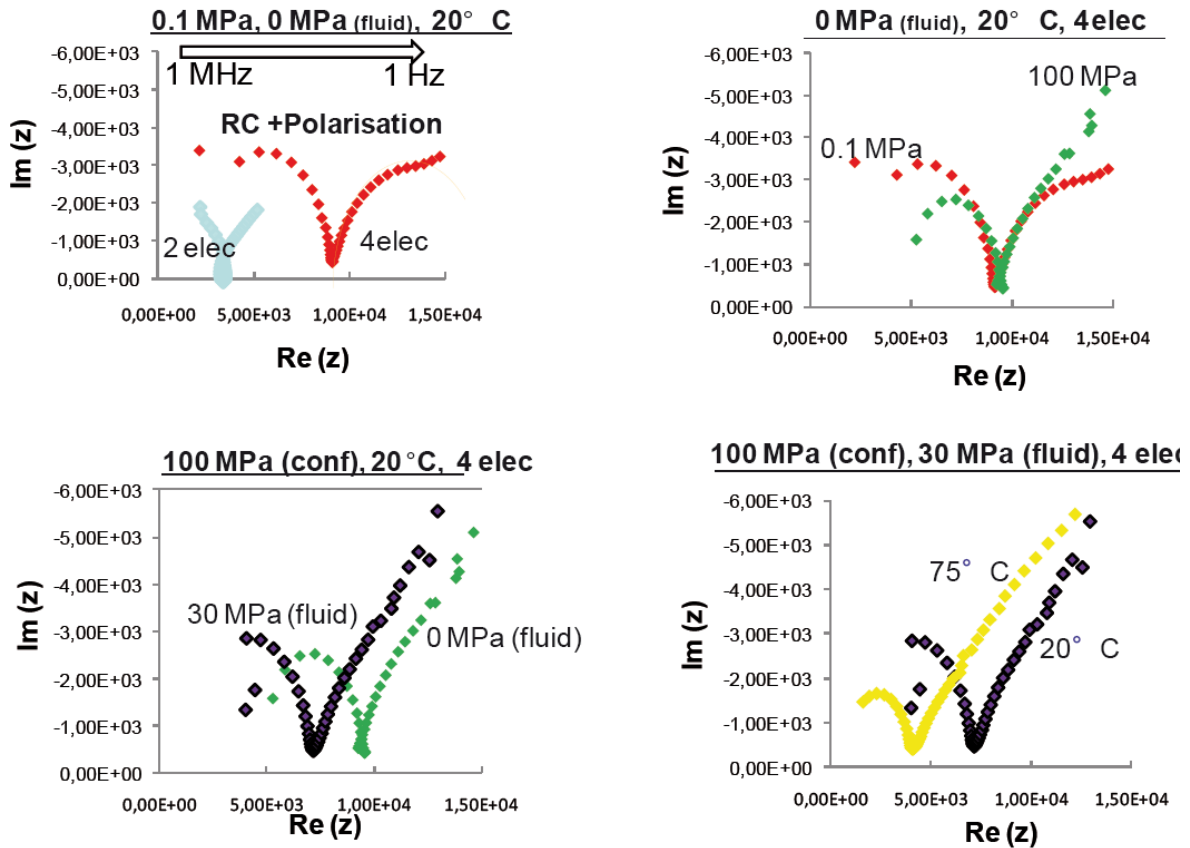 0.1 MPa, 0 MPa (fluid), 20° C
-6,00E+03
-5,00E+03
-4,00E+03
-3,00E+03
-2,00E+03
-1,00E+03
0,00E+00
1 MHz
1 Hz
RC +Polarisation
2 elec
4elec
Im (z)
0,00E+00
5,00E+03
1,00E+04
1,50E+04
Re (z)
0 MPa (fluid), 20° C, 4elec
-6,00E+03
-5,00E+03
-4,00E+03
-3,00E+03
-2,00E+03
-1,00E+03
0,00E+00
100 MPa
0.1 MPa
Im (z)
0,00E+00
5,00E+03
1,00E+04
1,50E+04
Re (z)
100 MPa (conf), 20 °C, 4 elec
-6,00E+03
-5,00E+03
-4,00E+03
-3,00E+03
-2,00E+03
-1,00E+03
0,00E+00
30 MPa (fluid)
0 MPa (fluid)
Im (z)
0,00E+00
5,00E+03
1,00E+04
1,50E+04
Re (z)
100 MPa (conf), 30 MPa (fluid), 4 elec
-6,00E+03
-5,00E+03
-4,00E+03
-3,00E+03
-2,00E+03
-1,00E+03
0,00E+00
75° C
20° C
Im (z)
0,00E+00
5,00E+03
1,00E+04
1,50E+04
Re (z)